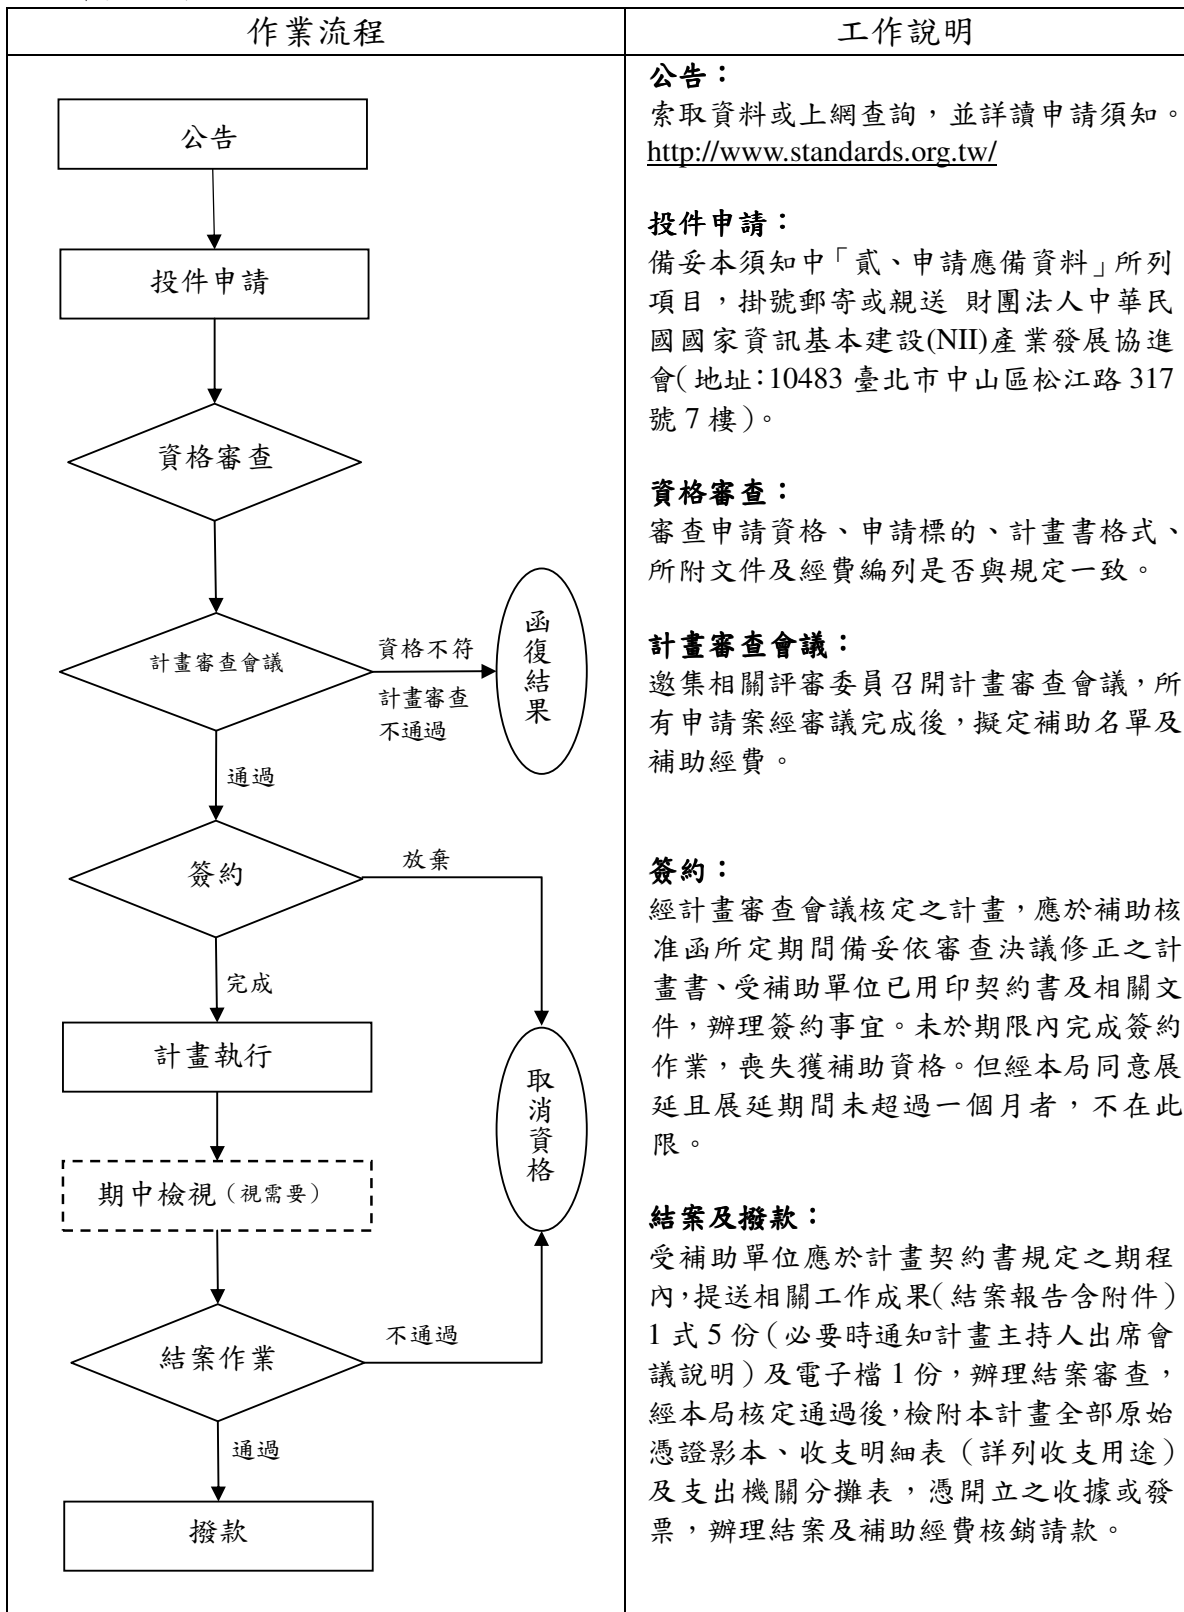 作業流程
工作說明
公告
投件申請
資格審查
計畫審查會議
資格不符
計畫審查
不通過
函復結果
通過
簽約
放棄
完成
計畫執行
期中檢視（視需要）
取消資格
結案作業
不通過
通過
撥款
公告：
索取資料或上網查詢，並詳讀申請須知。
http://www.standards.org.tw/
投件申請：
備妥本須知中「貳、申請應備資料」所列
項目，掛號郵寄或親送 財團法人中華民
國國家資訊基本建設(NII)產業發展協進
會（地址：10483 臺北市中山區松江路 317
號 7 樓）。
資格審查：
審查申請資格、申請標的、計畫書格式、
所附文件及經費編列是否與規定一致。
計畫審查會議：
邀集相關評審委員召開計畫審查會議，所
有申請案經審議完成後，擬定補助名單及
補助經費。
簽約：
經計畫審查會議核定之計畫，應於補助核
准函所定期間備妥依審查決議修正之計
畫書、受補助單位已用印契約書及相關文
件，辦理簽約事宜。未於期限內完成簽約
作業，喪失獲補助資格。但經本局同意展
延且展延期間未超過一個月者，不在此
限。
結案及撥款：
受補助單位應於計畫契約書規定之期程
內，提送相關工作成果（結案報告含附件）
1 式 5 份（必要時通知計畫主持人出席會
議說明）及電子檔 1 份，辦理結案審查，
經本局核定通過後，檢附本計畫全部原始
憑證影本、收支明細表（詳列收支用途）
及支出機關分攤表，憑開立之收據或發
票，辦理結案及補助經費核銷請款。